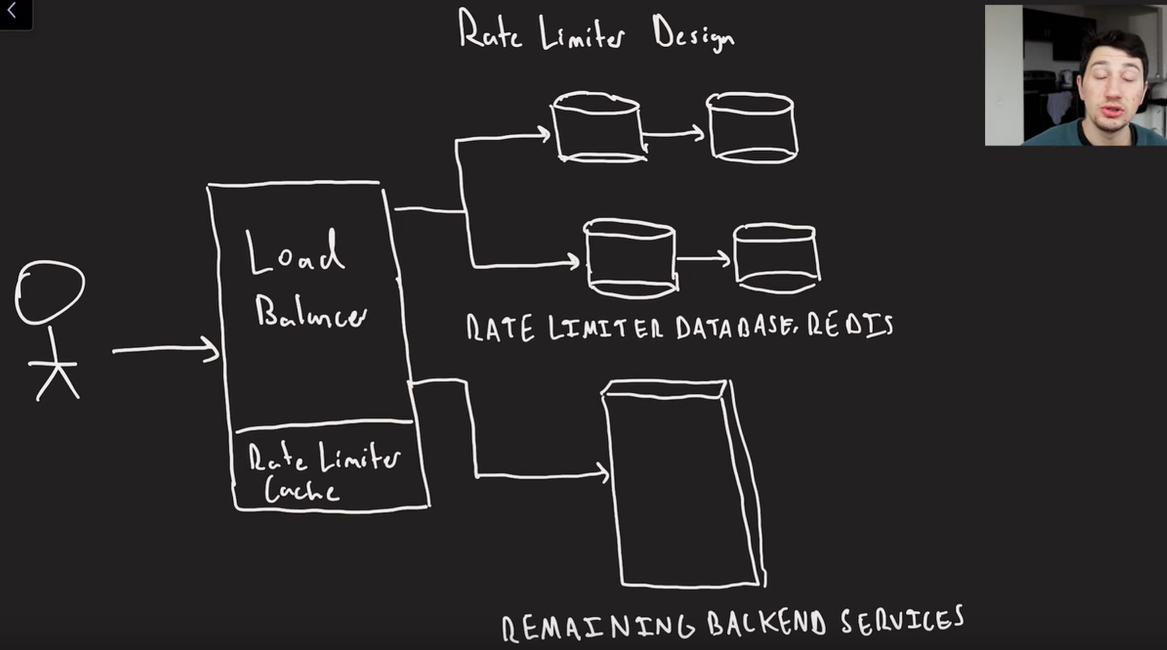 Rate Limiter Design
Load
Balancer
RATE LIMITER DATABASE. REDIS
Rate Limiter
Cache
REMAINING BACKEND SERVICES